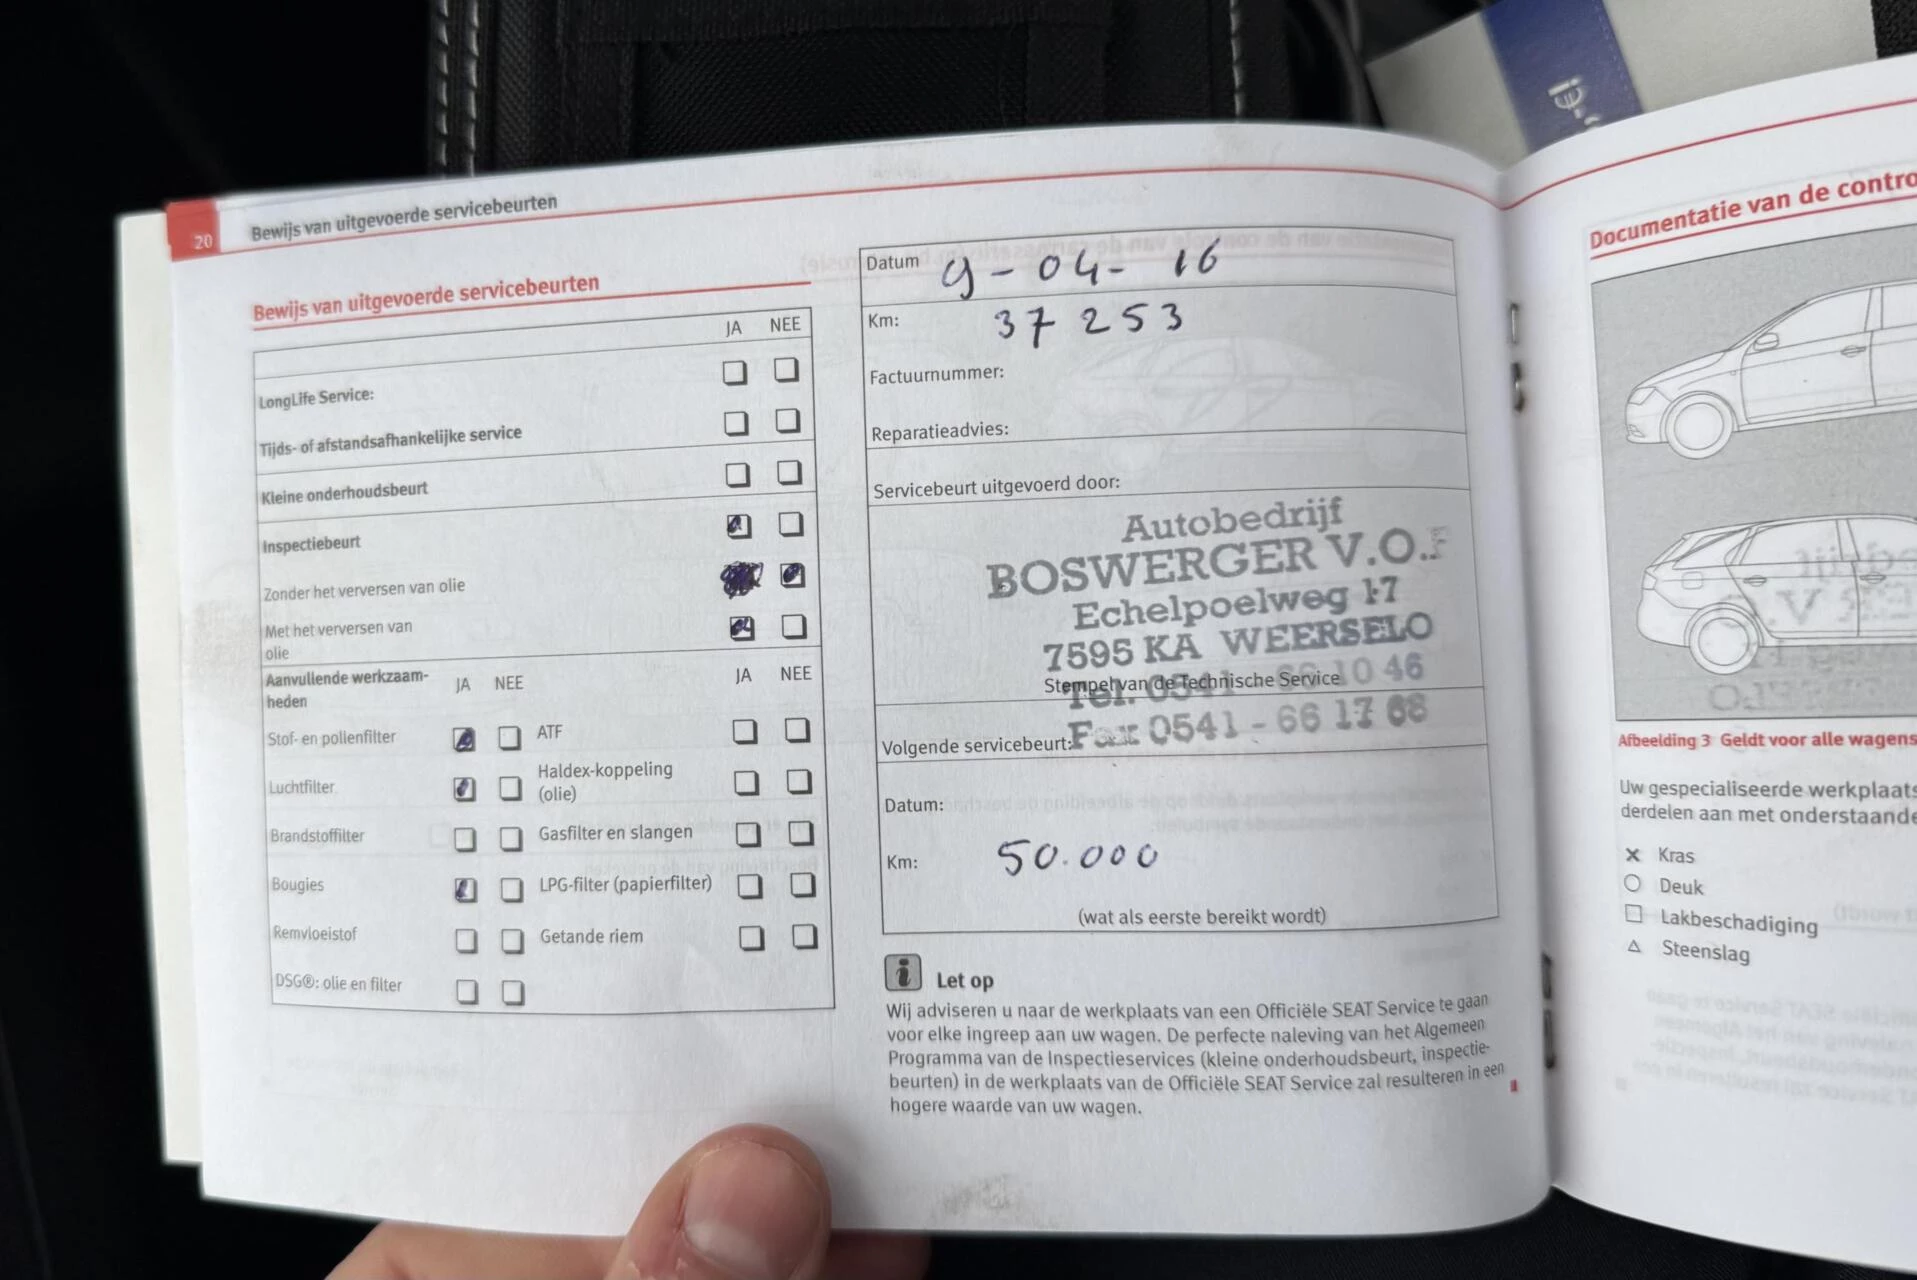 20 Bewijs van uitgevoerde servicebeurten
Bewijs van uitgevoerde servicebeurten
JA NEE
LongLife Service:
Tijds- of afstandsafhankelijke service
Kleine onderhoudsbeurt
Inspectiebeurt
Zonder het verversen van olie
Met het verversen van
olie
Aanvullende werkzaam-
heden
JA NEE JA NEE
Stof- en pollenfilter ATF
Luchtfilter Haldex-koppeling
(olie)
Brandstoffilter Gasfilter en slangen
Bougies LPG-filter (papierfilter)
Remvloeistof Getande riem
DSG®: olie en filter
Datum 9-04-16
Km: 37 253
Factuurnummer:
Reparatieadvies:
Servicebeurt uitgevoerd door:
Autobedrijf
BOSWERGER V.O.F
Echelpoelweg 17
7595 KA WEERSELO
Tel. 0541 - 66 10 46
Stempel van de Technische Service
Fax 0541 - 66 17 68
Volgende servicebeurt:
Datum:
Km: 50.000
(wat als eerste bereikt wordt)
i Let op
Wij adviseren u naar de werkplaats van een Officiële SEAT Service te gaan
voor elke ingreep aan uw wagen. De perfecte naleving van het Algemeen
Programma van de Inspectieservices (kleine onderhoudsbeurt, inspectie-
beurten) in de werkplaats van de Officiële SEAT Service zal resulteren in een
hogere waarde van uw wagen.
Documentatie van de contro
Afbeelding 3 Geldt voor alle wagens
Uw gespecialiseerde werkplaats
derdelen aan met onderstaande
Kras
Deuk
Lakbeschadiging
Steenslag